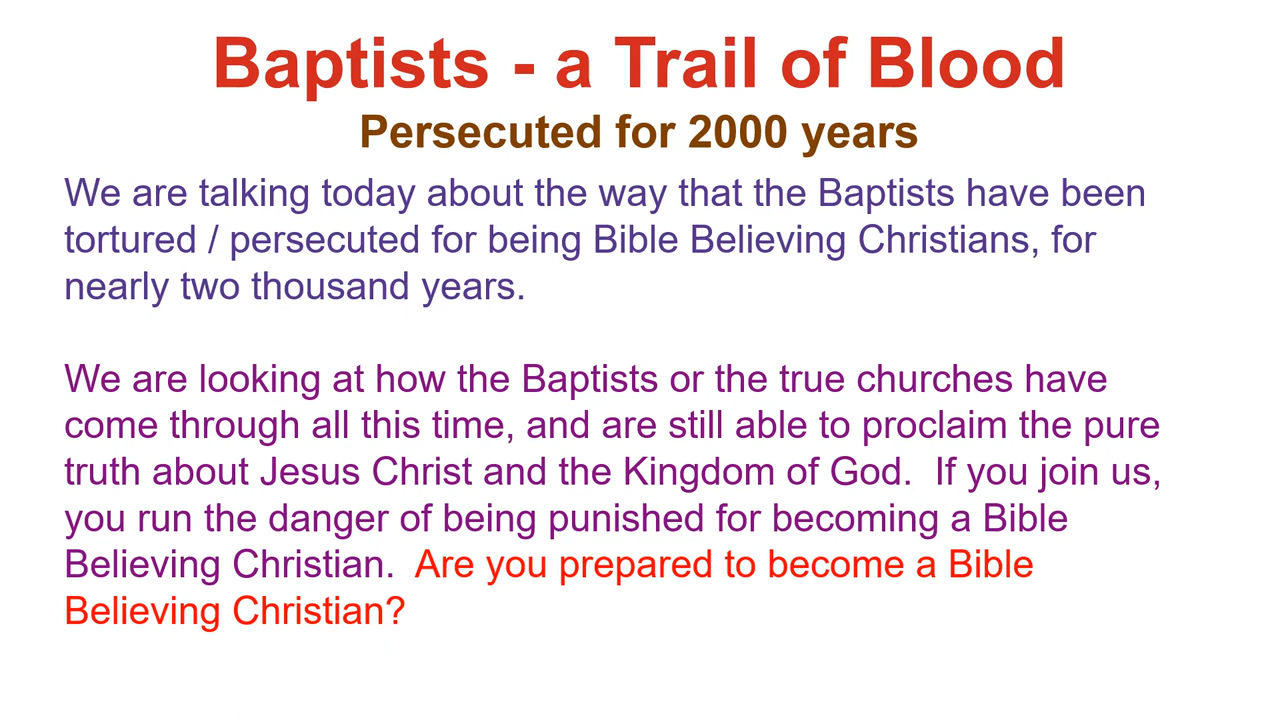 Baptists - a Trail of Blood
Persecuted for 2000 years
We are talking today about the way that the Baptists have been
tortured / persecuted for being Bible Believing Christians, for
nearly two thousand years.
We are looking at how the Baptists or the true churches have
come through all this time, and are still able to proclaim the pure
truth about Jesus Christ and the Kingdom of God.  If you join us,
you run the danger of being punished for becoming a Bible
Believing Christian.  Are you prepared to become a Bible
Believing Christian?